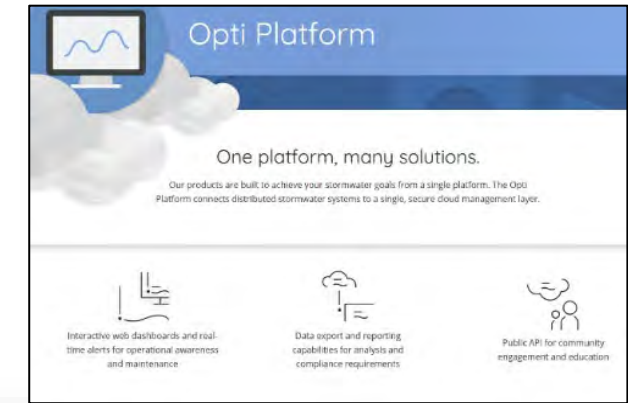 Opti Platform
One platform, many solutions.
Our products are built to achieve your stormwater goals from a single platform. The Opti
Platform connects distributed stormwater systems to a single, secure cloud management layer.
Interactive web dashboards and real-
time alerts for operational awareness
and maintenance
Data export and reporting
capabilities for analysis and
compliance requirements
Public API for community
engagement and education